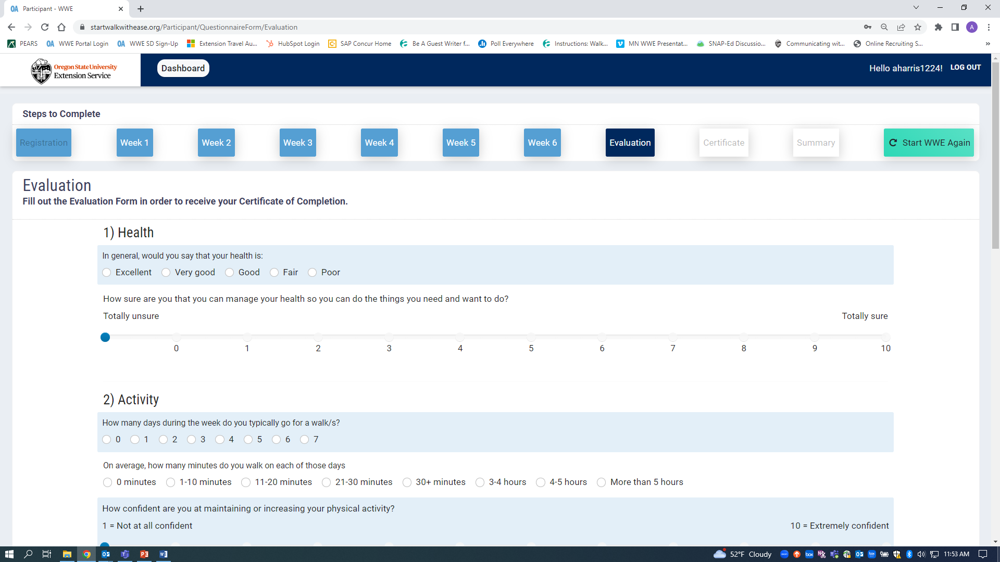 Participant - WWE
startwalkwithease.org/Participant/QuestionnaireForm/Evaluation
A
PEARS
OA WWE Portal Login
OA WWE SD Sign-Up
Extension Travel Au...
HubSpot Login
SAP Concur Home
Be A Guest Writer f...
Poll Everywhere
Instructions: Walk...
MN WWE Presentat...
SNAP-Ed Discussio...
Communicating wit...
Online Recruiting S...
»
Oregon State University
Extension Service
Dashboard
Hello aharris1224!
LOG OUT
Steps to Complete
Registration
Week 1
Week 2
Week 3
Week 4
Week 5
Week 6
Evaluation
Certificate
Summary
Start WWE Again
Evaluation
Fill out the Evaluation Form in order to receive your Certificate of Completion.
1) Health
In general, would you say that your health is:
Excellent Very good Good Fair Poor
How sure are you that you can manage your health so you can do the things you need and want to do?
Totally unsure Totally sure
0 1 2 3 4 5 6 7 8 9 10
2) Activity
How many days during the week do you typically go for a walk/s?
0 1 2 3 4 5 6 7
On average, how many minutes do you walk on each of those days
0 minutes 1-10 minutes 11-20 minutes 21-30 minutes 30+ minutes 3-4 hours 4-5 hours More than 5 hours
How confident are you at maintaining or increasing your physical activity?
1 = Not at all confident 10 = Extremely confident
52°F Cloudy
11:53 AM